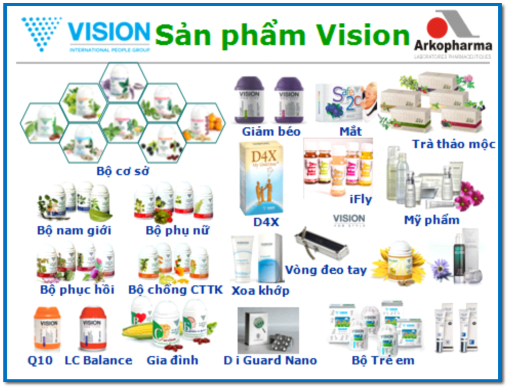 VISION
INTERNATIONAL PEOPLE GROUP
Sản phẩm Vision
Arkopharma
LABORATOIRES PHARMACEUTIQUES
Bộ cơ sở
VISION
VISION
Giảm béo
Mắt
Trà thảo mộc
D4X
D4X
iFly
Mỹ phẩm
Bộ nam giới
Bộ phụ nữ
VISION
Vòng đeo tay
Bộ phục hồi
Bộ chống CTTK
Xoa khớp
VISION
VISION
Q10
LC Balance
Gia đình
D i Guard Nano
Bộ Trẻ em